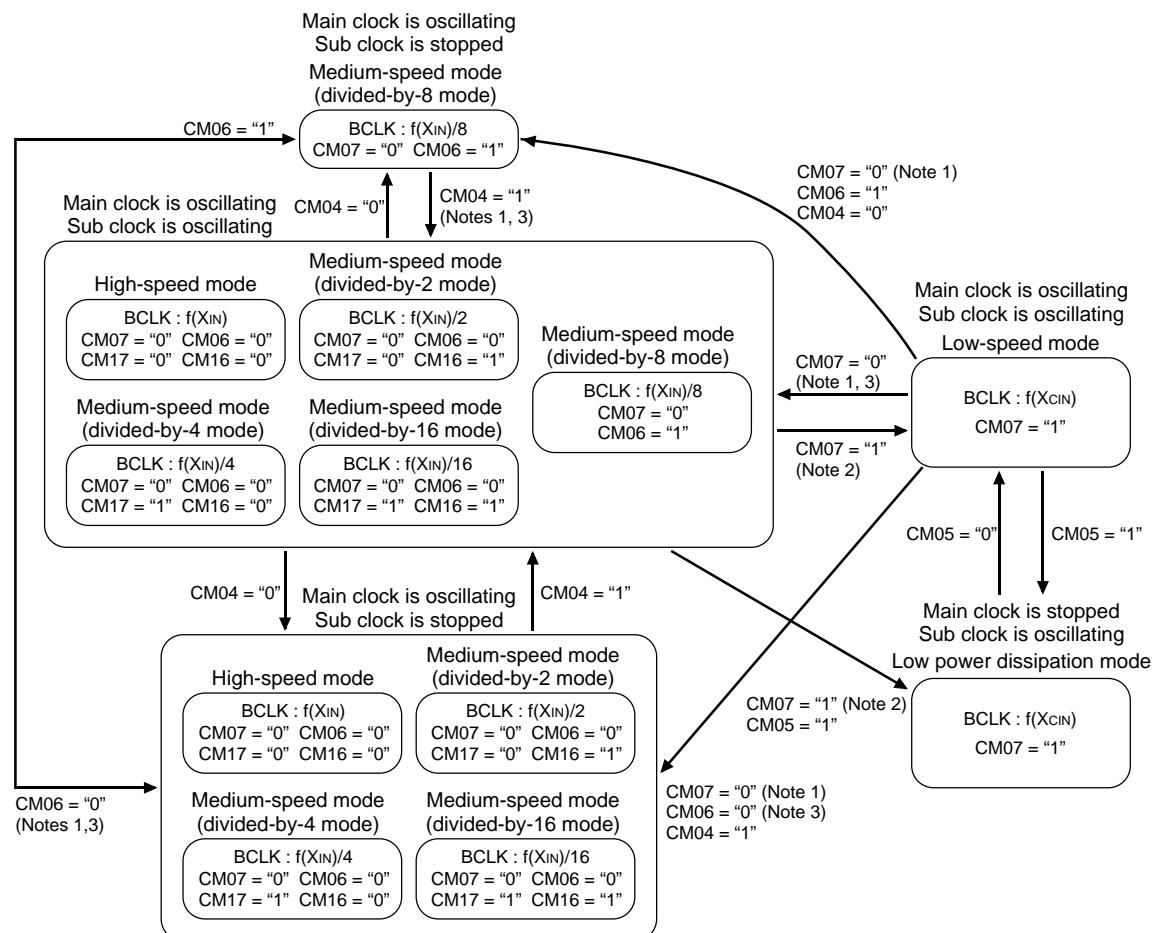 Main clock is oscillating
Sub clock is stopped
Medium-speed mode
(divided-by-8 mode)
CM06 = “1”
BCLK : f(XIN)/8
CM07 = “0” CM06 = “1”
CM07 = “0” (Note 1)
CM06 = “1”
CM04 = “0”
Main clock is oscillating
Sub clock is oscillating
CM04 = “0”
CM04 = “1”
(Notes 1, 3)
High-speed mode
BCLK : f(XIN)
CM07 = “0” CM06 = “0”
CM17 = “0” CM16 = “0”
Medium-speed mode
(divided-by-2 mode)
BCLK : f(XIN)/2
CM07 = “0” CM06 = “0”
CM17 = “0” CM16 = “1”
Medium-speed mode
(divided-by-8 mode)
BCLK : f(XIN)/8
CM07 = “0”
CM06 = “1”
Medium-speed mode
(divided-by-4 mode)
BCLK : f(XIN)/4
CM07 = “0” CM06 = “0”
CM17 = “1” CM16 = “0”
Medium-speed mode
(divided-by-16 mode)
BCLK : f(XIN)/16
CM07 = “0” CM06 = “0”
CM17 = “1” CM16 = “1”
CM07 = “0”
(Note 1, 3)
CM07 = “1”
(Note 2)
Main clock is oscillating
Sub clock is oscillating
Low-speed mode
BCLK : f(XCIN)
CM07 = “1”
CM05 = “0”
CM05 = “1”
CM04 = “0”
Main clock is oscillating
Sub clock is stopped
CM04 = “1”
Main clock is stopped
Sub clock is oscillating
Low power dissipation mode
BCLK : f(XCIN)
CM07 = “1”
CM07 = “1” (Note 2)
CM05 = “1”
High-speed mode
BCLK : f(XIN)
CM07 = “0” CM06 = “0”
CM17 = “0” CM16 = “0”
Medium-speed mode
(divided-by-2 mode)
BCLK : f(XIN)/2
CM07 = “0” CM06 = “0”
CM17 = “0” CM16 = “1”
CM06 = “0”
(Notes 1,3)
CM07 = “0” (Note 1)
CM06 = “0” (Note 3)
CM04 = “1”
Medium-speed mode
(divided-by-4 mode)
BCLK : f(XIN)/4
CM07 = “0” CM06 = “0”
CM17 = “1” CM16 = “0”
Medium-speed mode
(divided-by-16 mode)
BCLK : f(XIN)/16
CM07 = “0” CM06 = “0”
CM17 = “1” CM16 = “1”